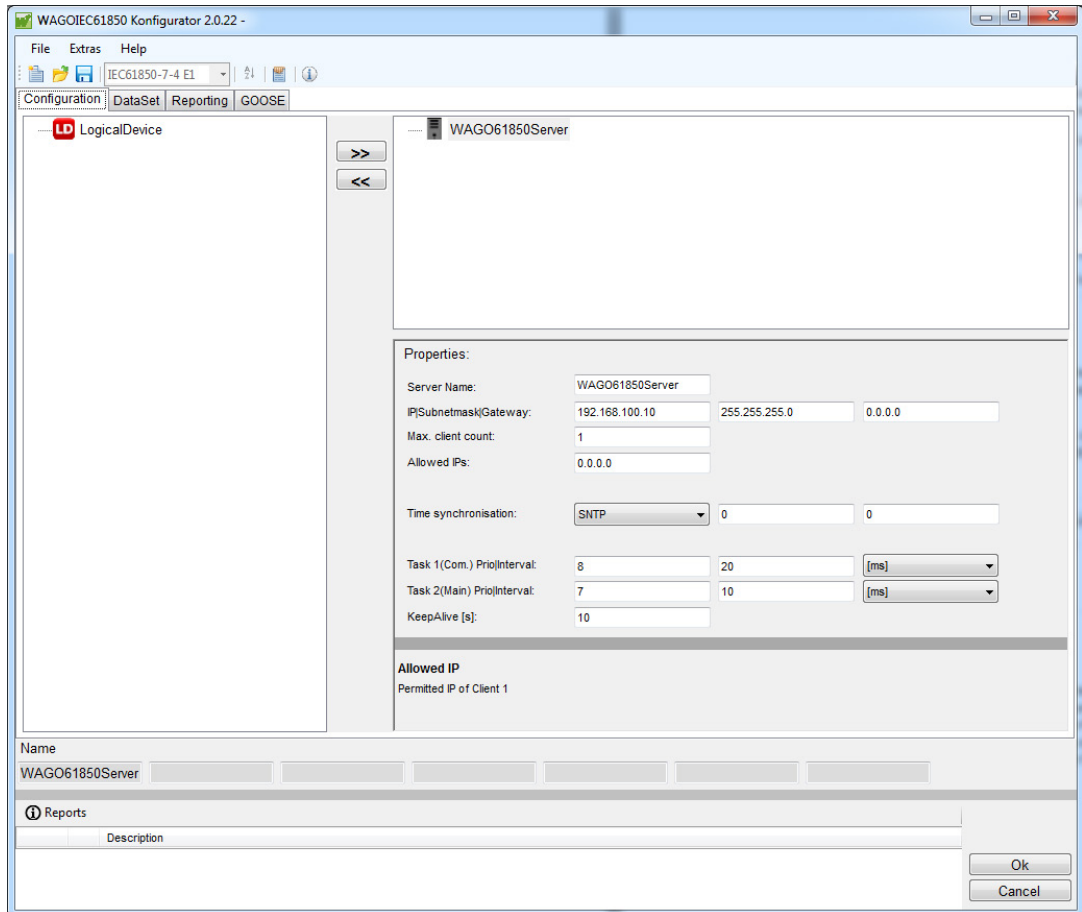 WAGOIEC61850 Konfigurator 2.0.22 -
File Extras Help
IEC61850-7-4 E1
Configuration DataSet Reporting GOOSE
LD LogicalDevice
>>
<<
WAGO61850Server
Properties:
Server Name: WAGO61850Server
IP|Subnetmask|Gateway: 192.168.100.10 255.255.255.0 0.0.0.0
Max. client count: 1
Allowed IPs: 0.0.0.0
Time synchronisation: SNTP 0 0
Task 1(Com.) Prio|Interval: 8 20 [ms]
Task 2(Main) Prio|Interval: 7 10 [ms]
KeepAlive [s]: 10
Allowed IP
Permitted IP of Client 1
Name
WAGO61850Server
Reports
Description
Ok
Cancel